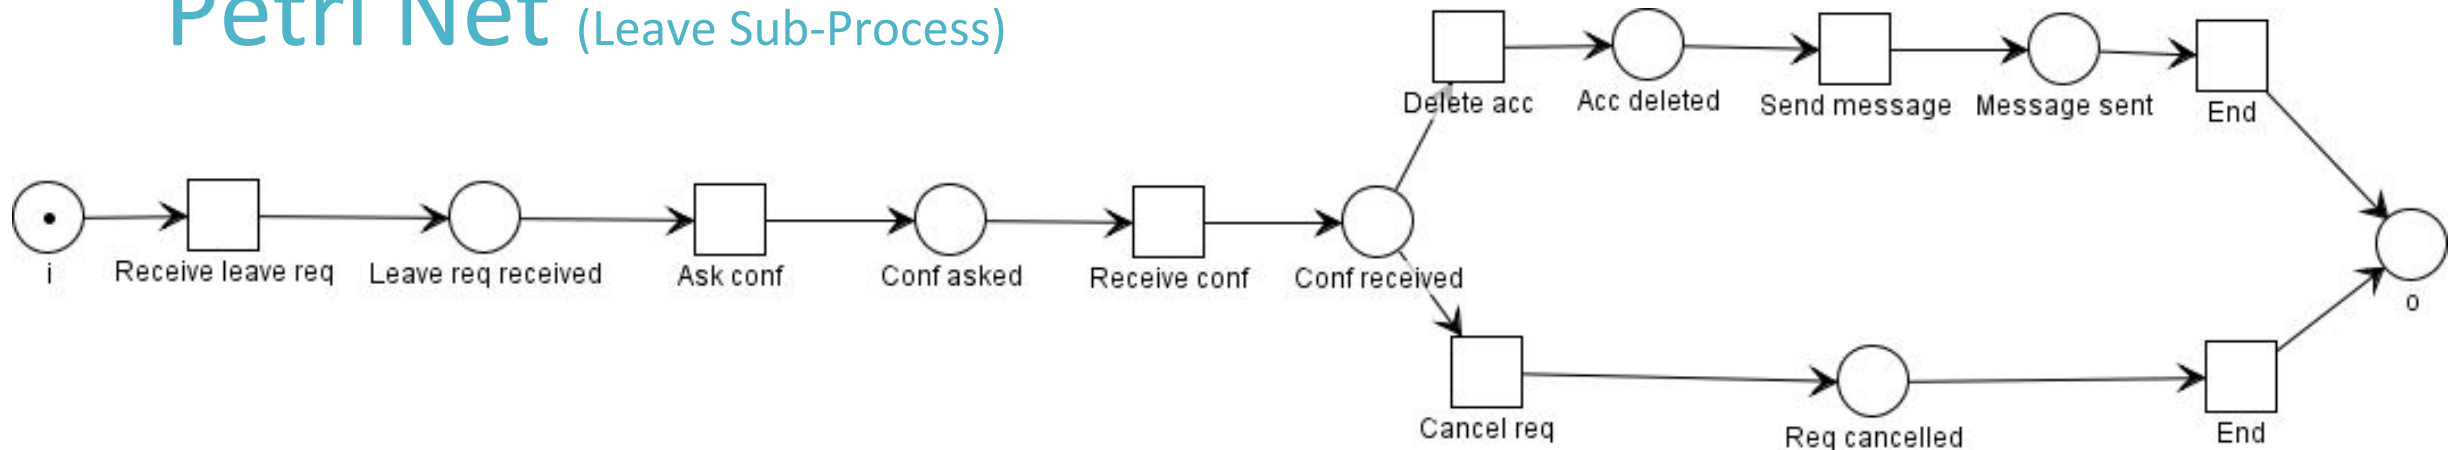 Petri Net (Leave Sub-Process)
Delete acc
Acc deleted
Send message
Message sent
End
i
Receive leave req
Leave req received
Ask conf
Conf asked
Receive conf
Conf received
o
Cancel req
Req cancelled
End